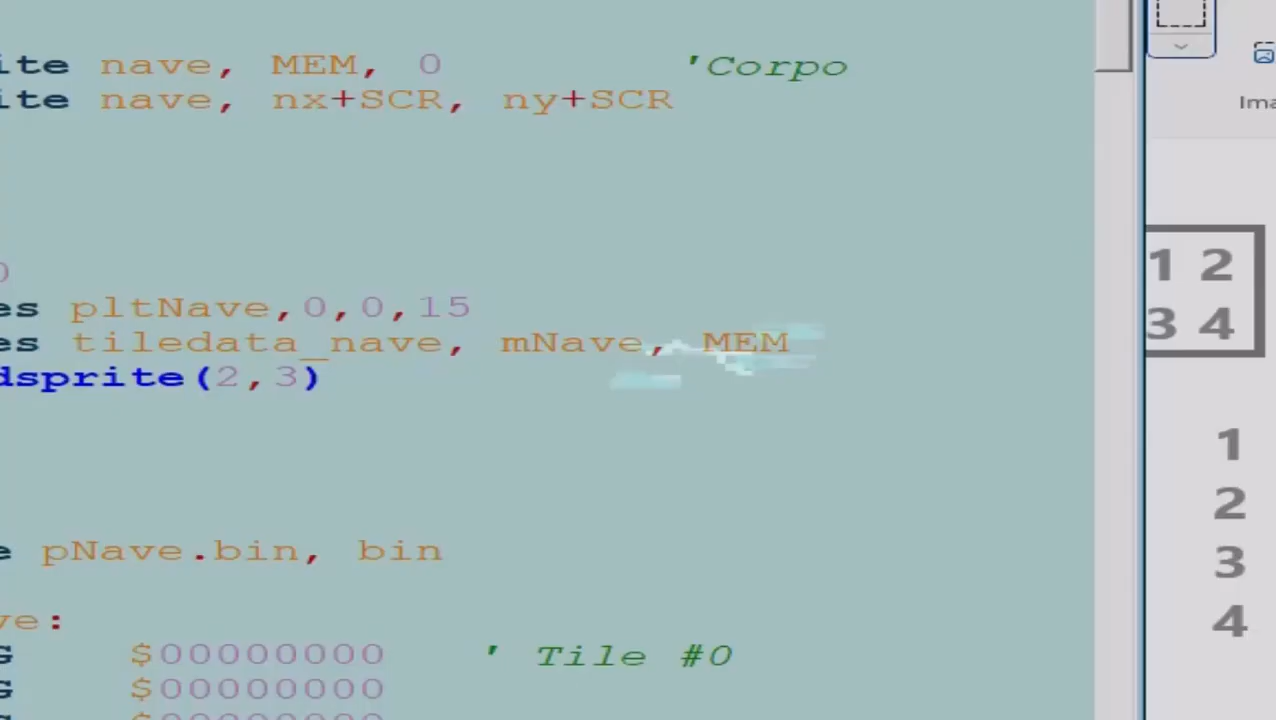 ite nave, MEM, 0 'Corpo
ite nave, nx+SCR, ny+SCR
0
es pltNave,0,0,15
es tiledata_nave, mNave, MEM
dsprite(2,3)
e pNave.bin, bin
ve:
G $00000000 ' Tile #0
G $00000000
Ima
1 2
3 4
1
2
3
4